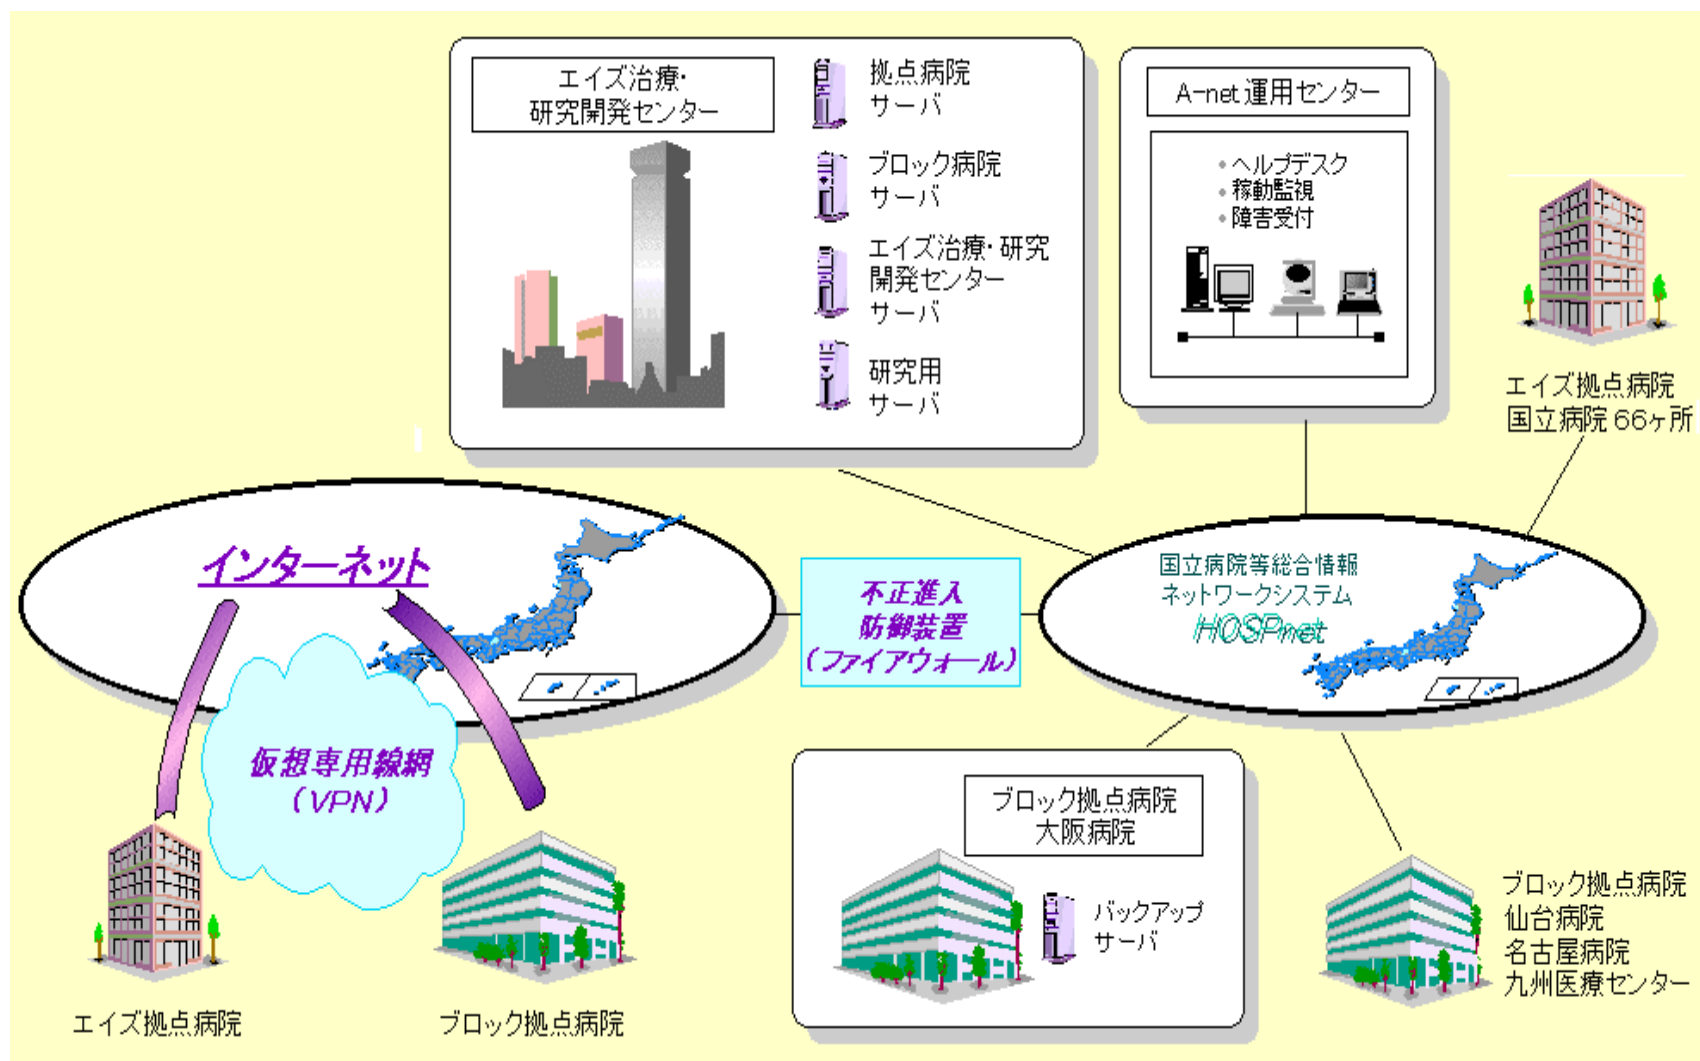 エイズ治療・
研究開発センター
拠点病院
サーバ
ブロック病院
サーバ
エイズ治療・研究
開発センター
サーバ
研究用
サーバ
A-net運用センター
・ヘルプデスク
・稼動監視
・障害受付
エイズ拠点病院
国立病院66ヶ所
インターネット
不正進入
防御装置
(ファイアウォール)
国立病院等総合情報
ネットワークシステム
HOSPnet
仮想専用線網
(VPN)
エイズ拠点病院
ブロック拠点病院
ブロック拠点病院
大阪病院
バックアップ
サーバ
ブロック拠点病院
仙台病院
名古屋病院
九州医療センター